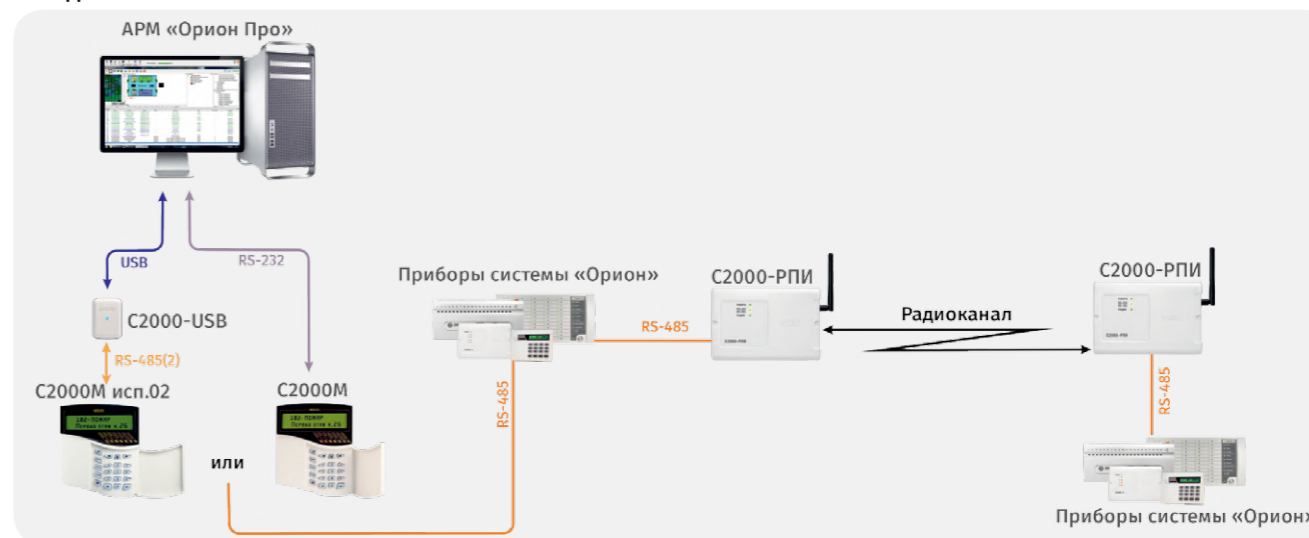 АРМ «Орион Про»
USB
RS-232
C2000-USB
RS-485(2)
С2000М исп.02
С2000М
или
Приборы системы «Орион»
RS-485
RS-485
С2000-РПИ
Радиоканал
С2000-РПИ
RS-485
Приборы системы «Орион»